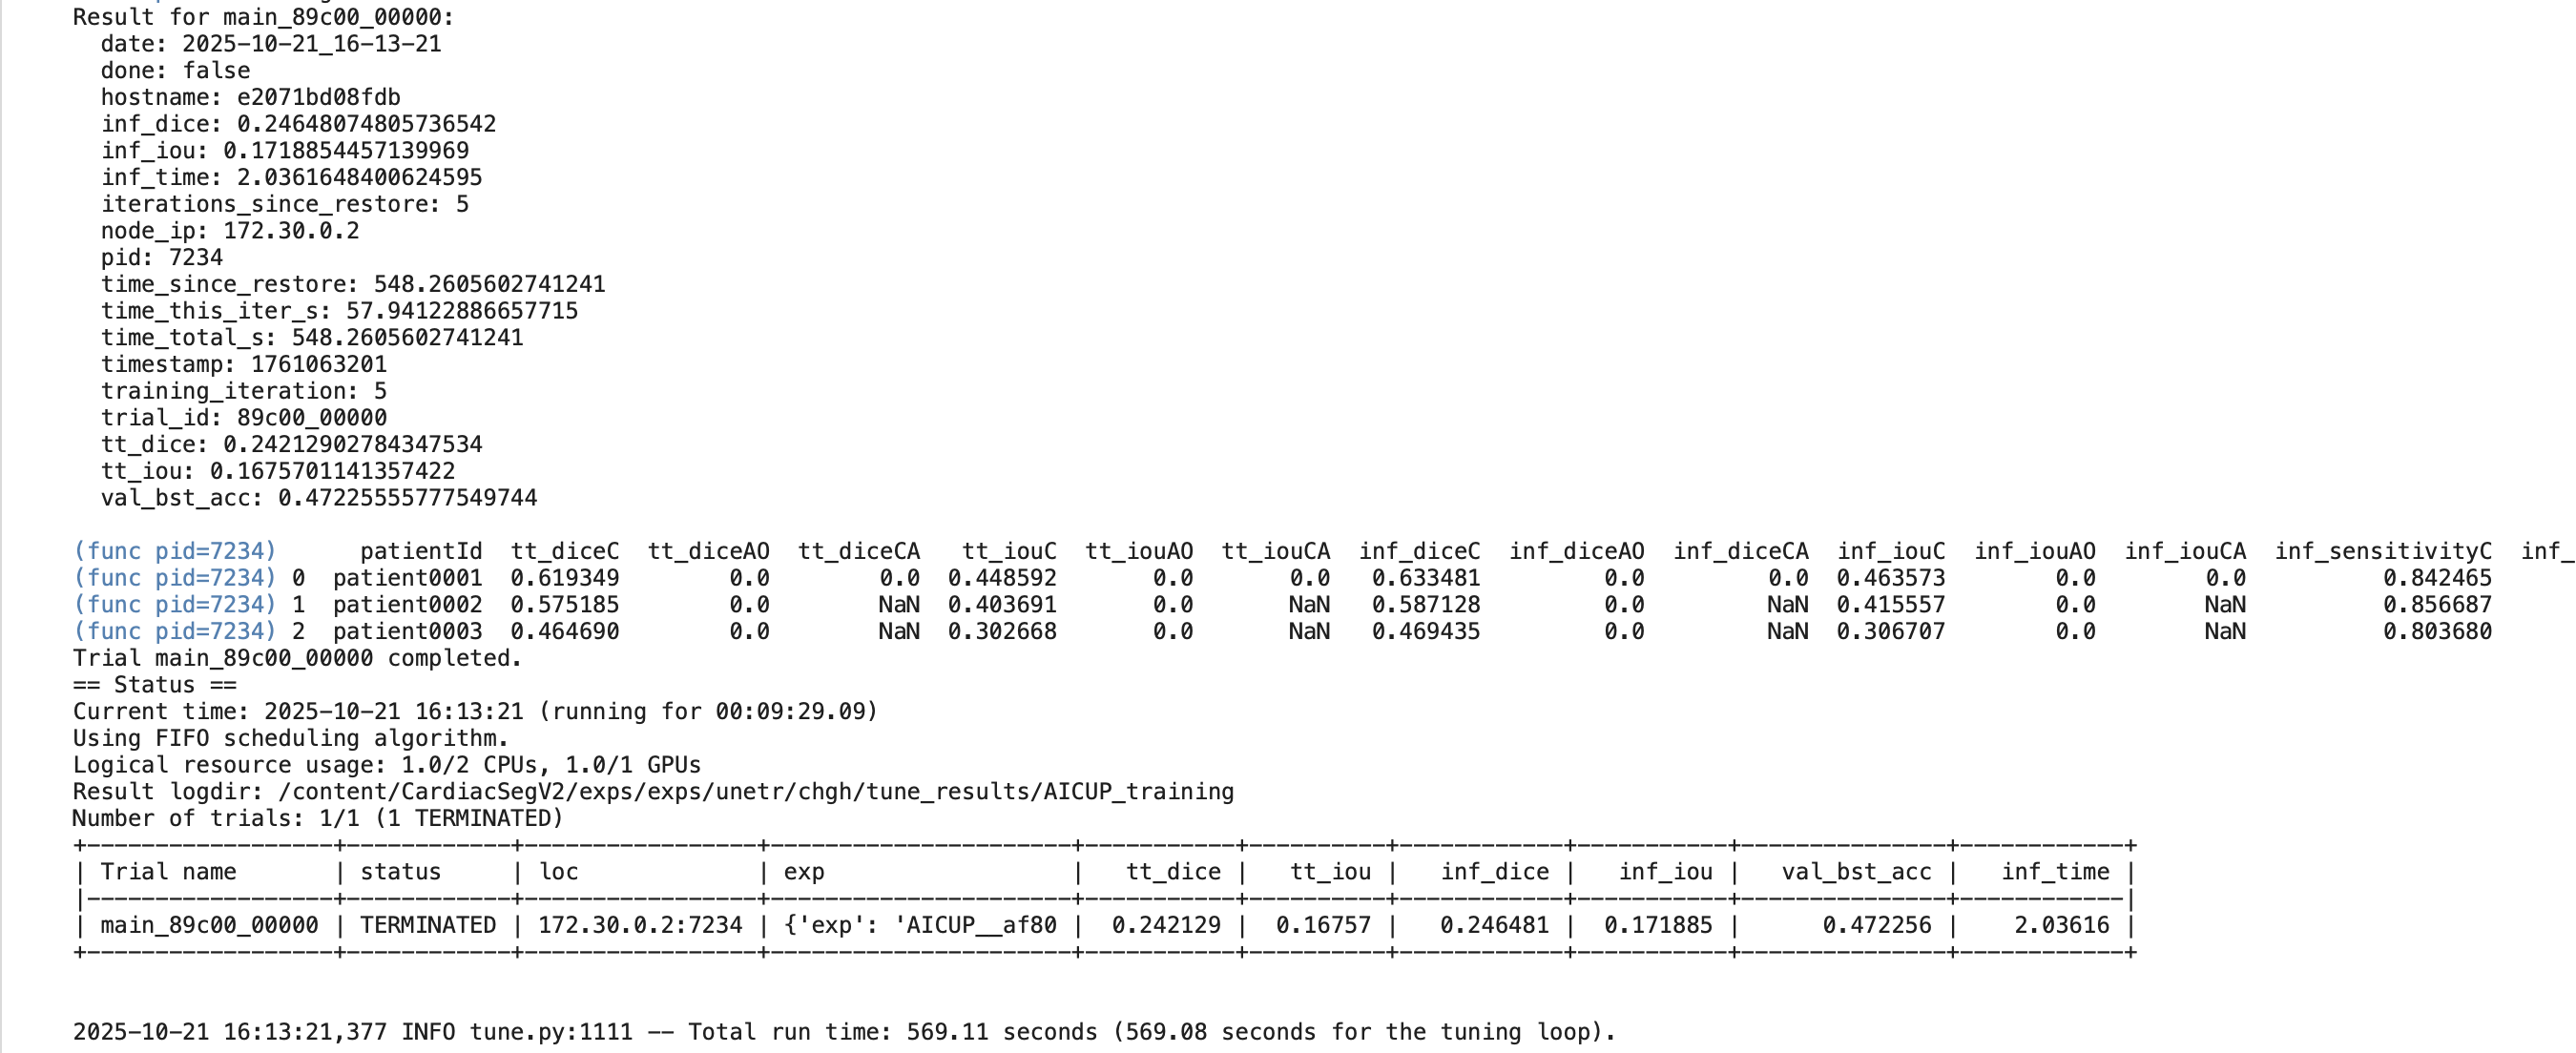 Result for main_89c00_00000:
  date: 2025-10-21_16-13-21
  done: false
  hostname: e2071bd08fdb
  inf_dice: 0.24648074805736542
  inf_iou: 0.1718854457139969
  inf_time: 2.0361648400624595
  iterations_since_restore: 5
  node_ip: 172.30.0.2
  pid: 7234
  time_since_restore: 548.2605602741241
  time_this_iter_s: 57.94122886657715
  time_total_s: 548.2605602741241
  timestamp: 1761063201
  training_iteration: 5
  trial_id: 89c00_00000
  tt_dice: 0.24212902784347534
  tt_iou: 0.1675701141357422
  val_bst_acc: 0.47225555777549744
(func pid=7234)      patientId  tt_diceC  tt_diceAO  tt_diceCA  tt_iouC  tt_iouAO  tt_iouCA  inf_diceC  inf_diceAO  inf_diceCA  inf_iouC  inf_iouAO  inf_iouCA  inf_sensitivityC  inf_
(func pid=7234) 0  patient0001  0.619349  0.0  0.0  0.448592  0.0  0.0  0.633481  0.0  0.0  0.463573  0.0  0.0  0.842465
(func pid=7234) 1  patient0002  0.575185  0.0  NaN  0.403691  0.0  NaN  0.587128  0.0  NaN  0.415557  0.0  NaN  0.856687
(func pid=7234) 2  patient0003  0.464690  0.0  NaN  0.302668  0.0  NaN  0.469435  0.0  NaN  0.306707  0.0  NaN  0.803680
Trial main_89c00_00000 completed.
== Status ==
Current time: 2025-10-21 16:13:21 (running for 00:09:29.09)
Using FIFO scheduling algorithm.
Logical resource usage: 1.0/2 CPUs, 1.0/1 GPUs
Result logdir: /content/CardiacSegV2/exps/exps/unetr/chgh/tune_results/AICUP_training
Number of trials: 1/1 (1 TERMINATED)
| Trial name | status | loc | exp | tt_dice | tt_iou | inf_dice | inf_iou | val_bst_acc | inf_time |
| main_89c00_00000 | TERMINATED | 172.30.0.2:7234 | {'exp': 'AICUP__af80 | 0.242129 | 0.16757 | 0.246481 | 0.171885 | 0.472256 | 2.03616 |
2025-10-21 16:13:21,377 INFO tune.py:1111 -- Total run time: 569.11 seconds (569.08 seconds for the tuning loop).